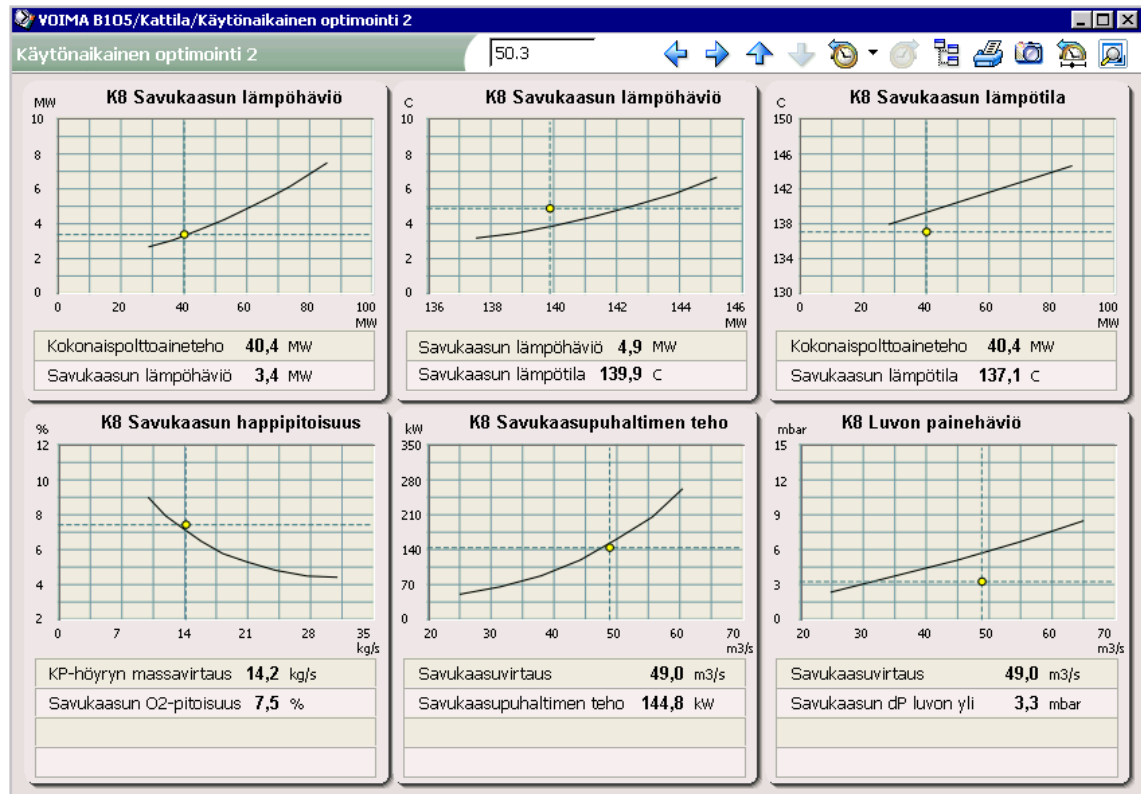 VOIMA B105/Kattila/Käytönaikainen optimointi 2
Käytönaikainen optimointi 2
50.3
K8 Savukaasun lämpöhäviö
MW
10
8
6
4
2
0
0 20 40 60 80 100
MW
Kokonaispolttoaineteho 40,4 MW
Savukaasun lämpöhäviö 3,4 MW
K8 Savukaasun lämpöhäviö
C
10
8
6
4
2
0
136 138 140 142 144 146
MW
Savukaasun lämpöhäviö 4,9 MW
Savukaasun lämpötila 139,9 C
K8 Savukaasun lämpötila
C
150
146
142
138
134
130
0 20 40 60 80 100
MW
Kokonaispolttoaineteho 40,4 MW
Savukaasun lämpötila 137,1 C
K8 Savukaasun happipitoisuus
%
12
10
8
6
4
2
0 7 14 21 28 35
kg/s
KP-höyryn massavirtaus 14,2 kg/s
Savukaasun O2-pitoisuus 7,5 %
K8 Savukaasupuhaltimen teho
kW
350
280
210
140
70
0
20 30 40 50 60 70
m3/s
Savukaasuvirtaus 49,0 m3/s
Savukaasupuhaltimen teho 144,8 kW
K8 Luvon painehäviö
mbar
15
12
9
6
3
0
20 30 40 50 60 70
m3/s
Savukaasuvirtaus 49,0 m3/s
Savukaasun dP luvon yli 3,3 mbar